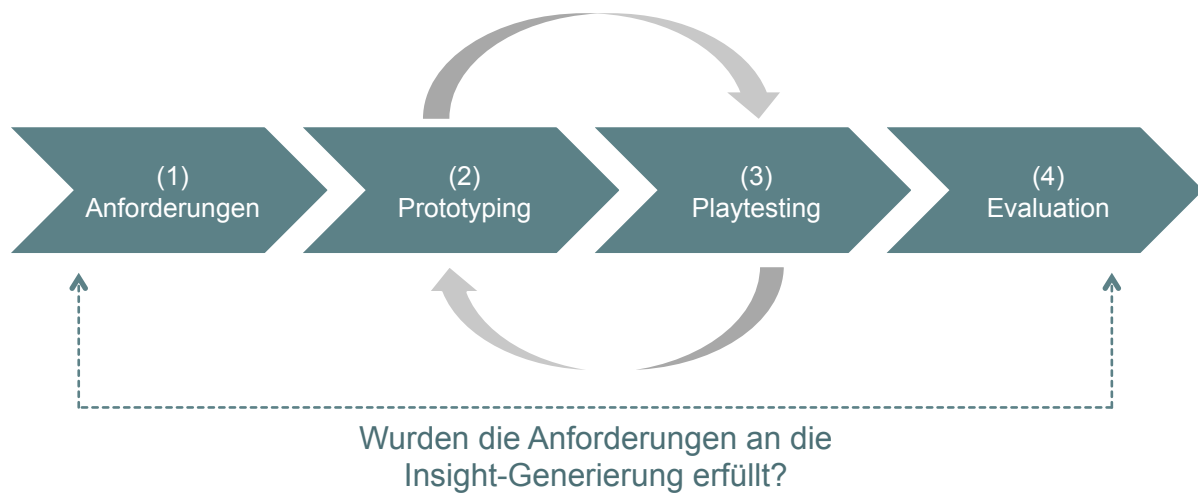 (1)
Anforderungen
(2)
Prototyping
(3)
Playtesting
(4)
Evaluation
Wurden die Anforderungen an die
Insight-Generierung erfüllt?